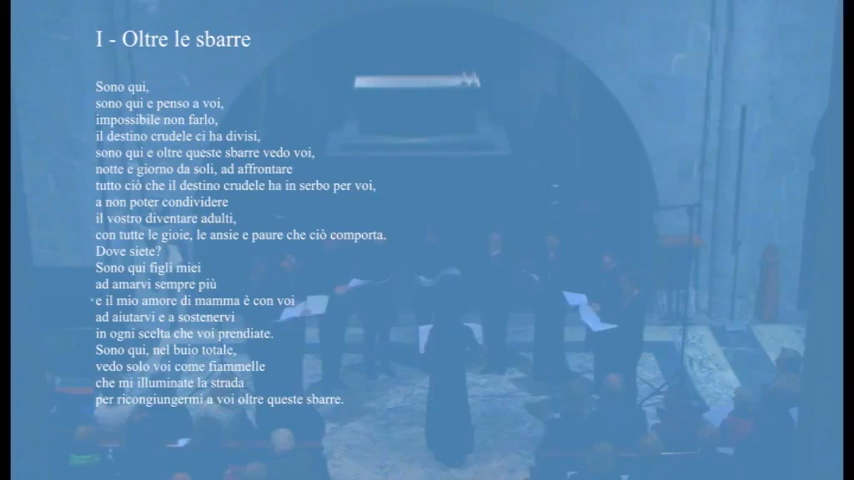 I - Oltre le sbarre
Sono qui,
sono qui e penso a voi,
impossibile non farlo,
il destino crudele ci ha divisi,
sono qui e oltre queste sbarre vedo voi,
notte e giorno da soli, ad affrontare
tutto ciò che il destino crudele ha in serbo per voi,
a non poter condividere
il vostro diventare adulti,
con tutte le gioie, le ansie e paure che ciò comporta.
Dove siete?
Sono qui figli miei
ad amarvi sempre più
e il mio amore di mamma è con voi
ad aiutarvi e a sostenervi
in ogni scelta che voi prendiate.
Sono qui, nel buio totale,
vedo solo voi come fiammelle
che mi illuminate la strada
per ricongiungermi a voi oltre queste sbarre.